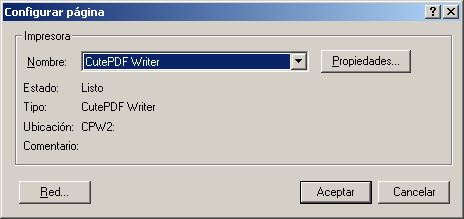 Configurar página
Impresora
Nombre: CutePDF Writer Propiedades...
Estado: Listo
Tipo: CutePDF Writer
Ubicación: CPW2:
Comentario:
Red... Aceptar Cancelar